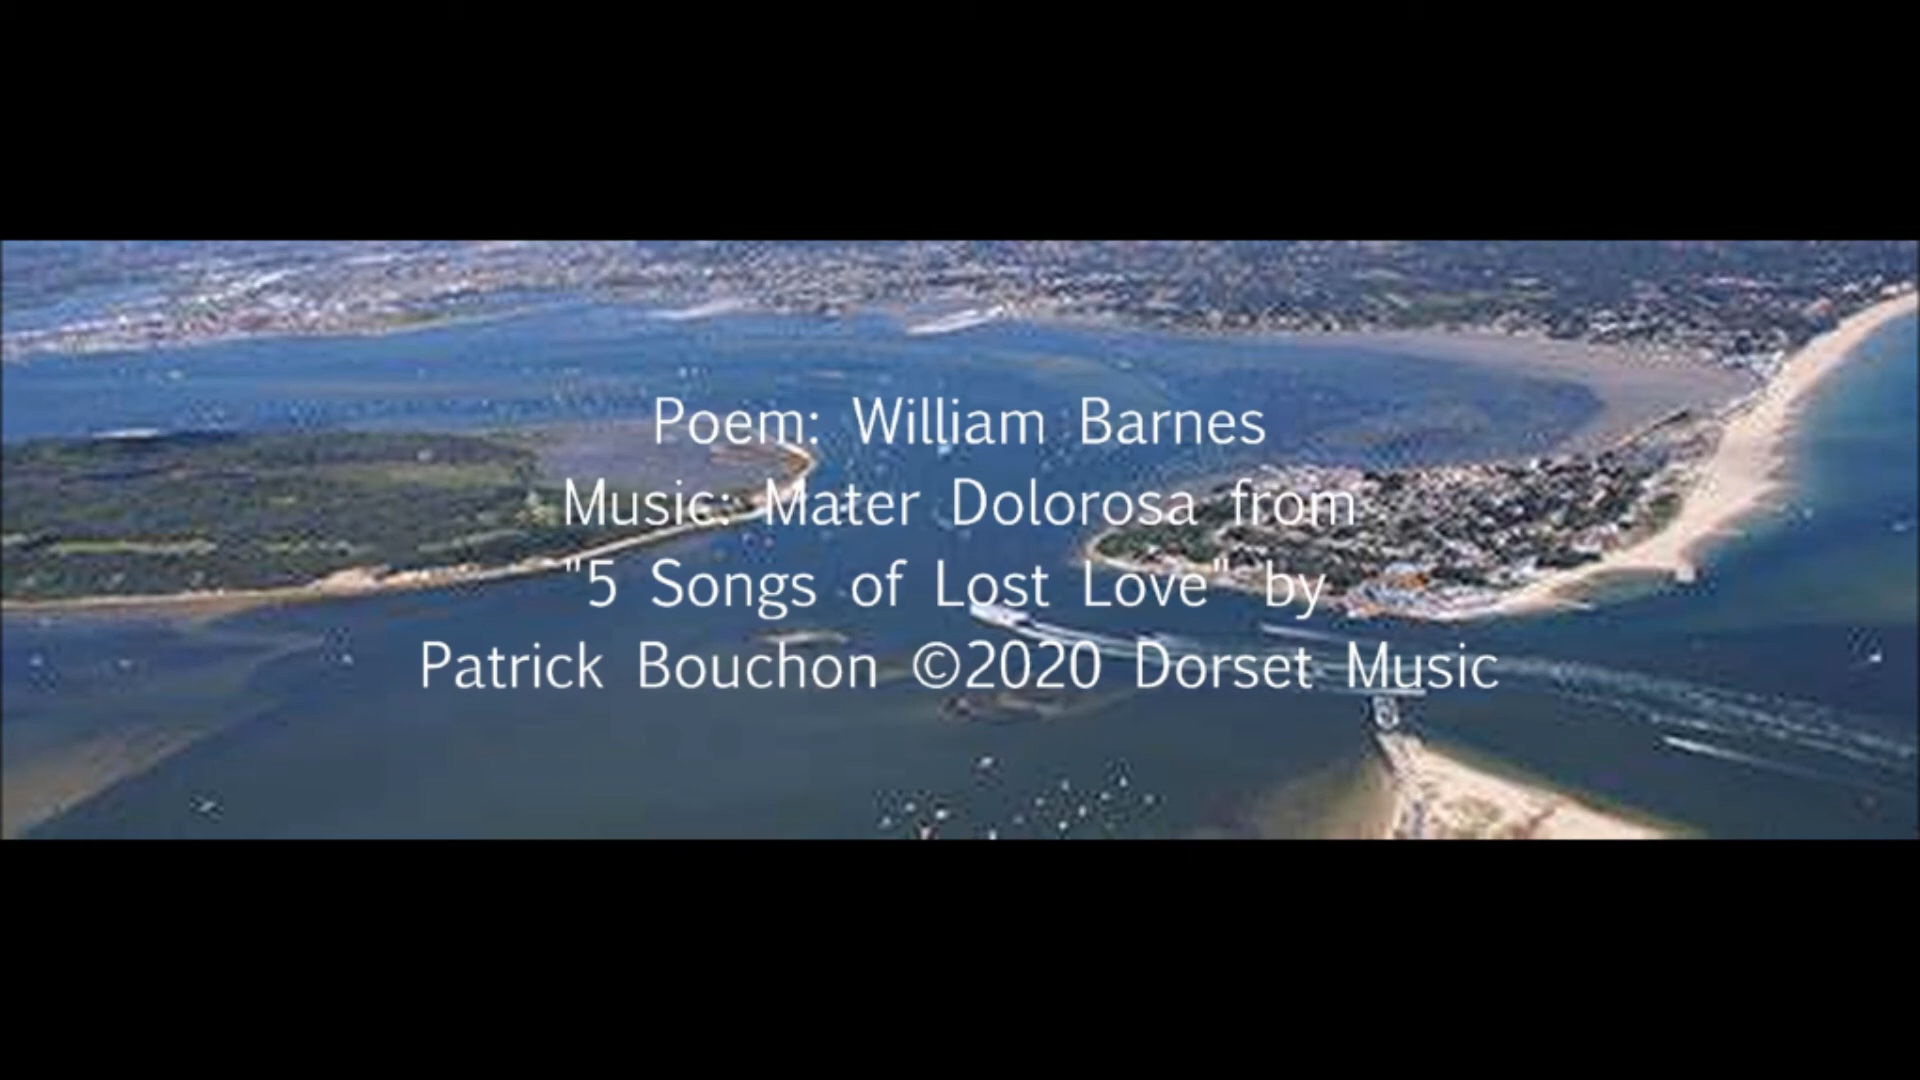 Poem: William Barnes
Music: Mater Dolorosa from
"5 Songs of Lost Love" by
Patrick Bouchon ©2020 Dorset Music